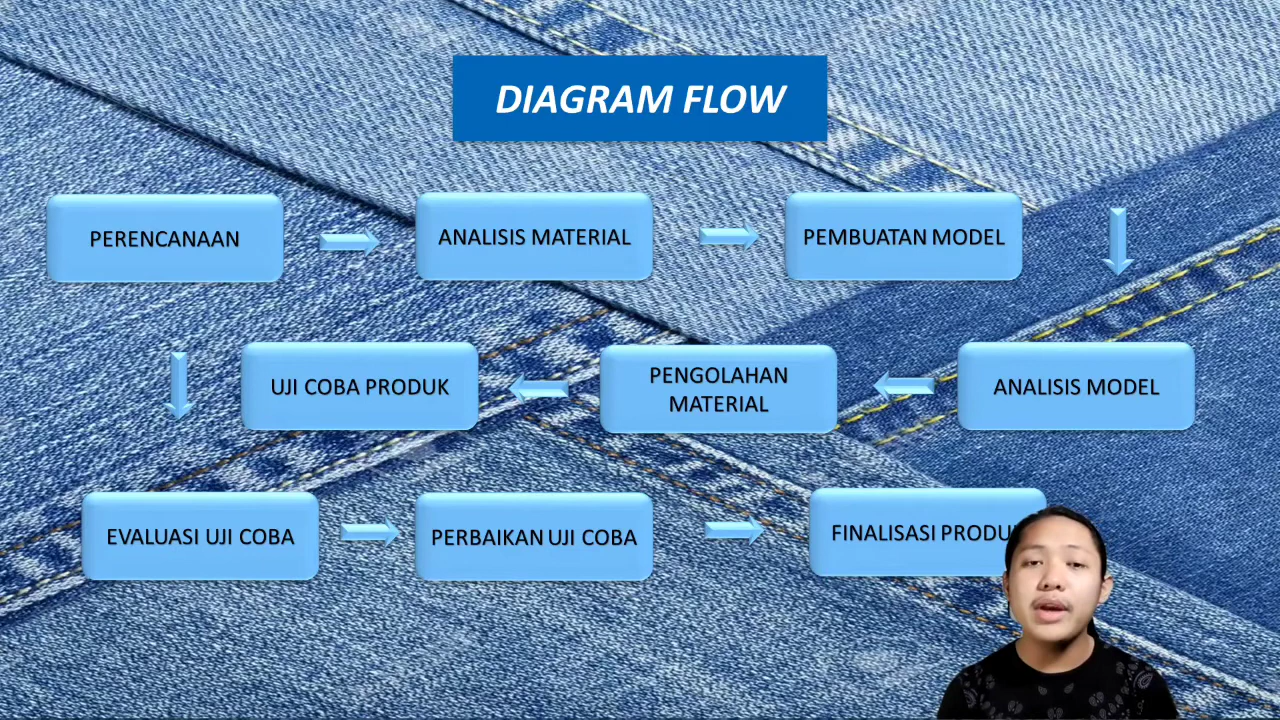 DIAGRAM FLOW
PERENCANAAN
ANALISIS MATERIAL
PEMBUATAN MODEL
ANALISIS MODEL
PENGOLAHAN
MATERIAL
UJI COBA PRODUK
EVALUASI UJI COBA
PERBAIKAN UJI COBA
FINALISASI